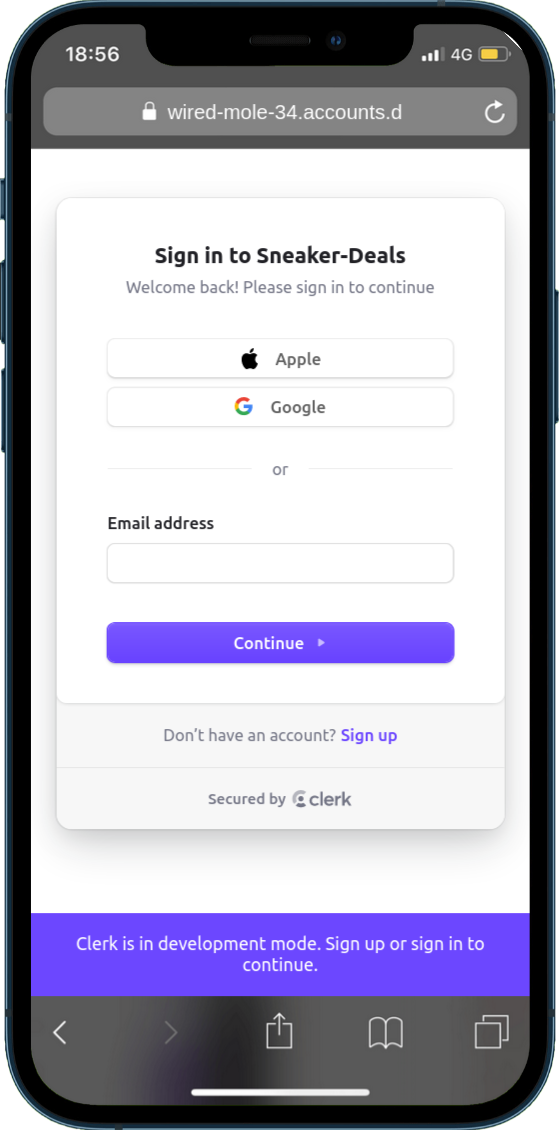 18:56
4G
wired-mole-34.accounts.d
Sign in to Sneaker-Deals
Welcome back! Please sign in to continue
Apple
Google
or
Email address
Continue
Don't have an account? Sign up
Secured by clerk
Clerk is in development mode. Sign up or sign in to
continue.